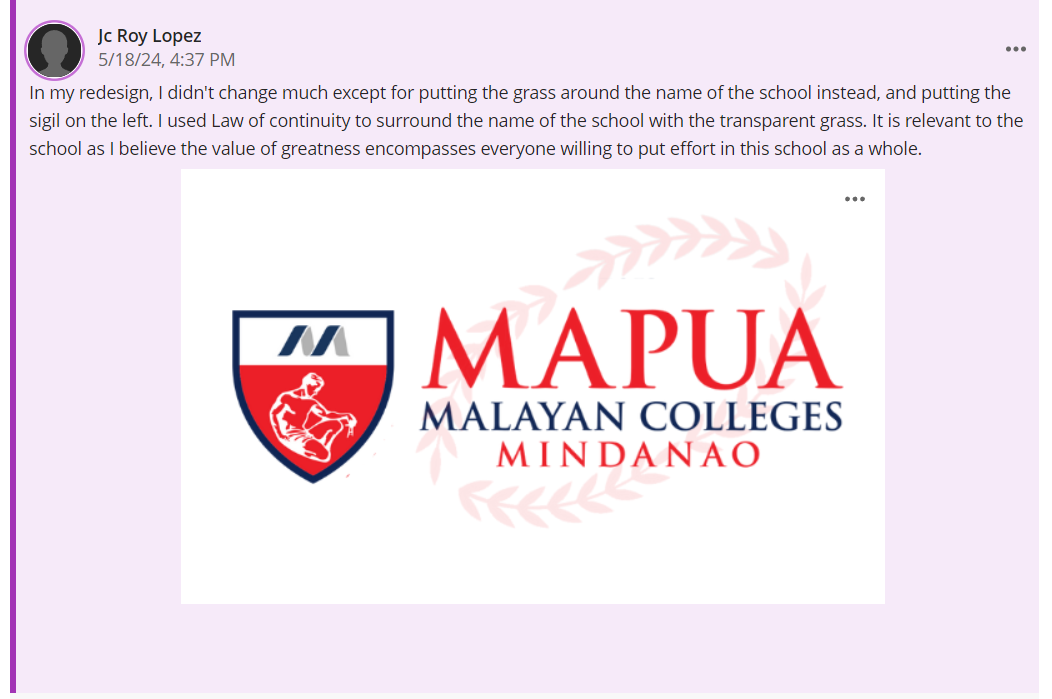 Jc Roy Lopez
5/18/24, 4:37 PM
In my redesign, I didn't change much except for putting the grass around the name of the school instead, and putting the
sigil on the left. I used Law of continuity to surround the name of the school with the transparent grass. It is relevant to the
school as I believe the value of greatness encompasses everyone willing to put effort in this school as a whole.
MAPUA
MALAYAN COLLEGES
MINDANAO